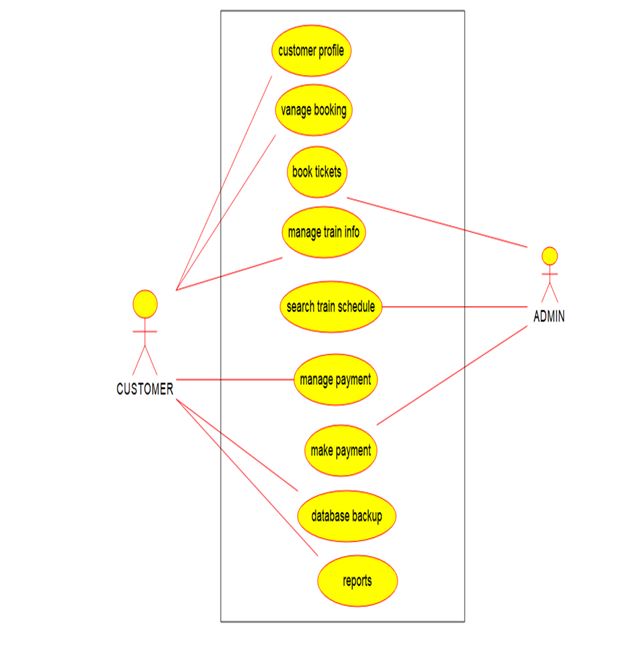 customer profile
vanage booking
book tickets
manage train info
search train schedule
ADMIN
manage payment
CUSTOMER
make payment
database backup
reports